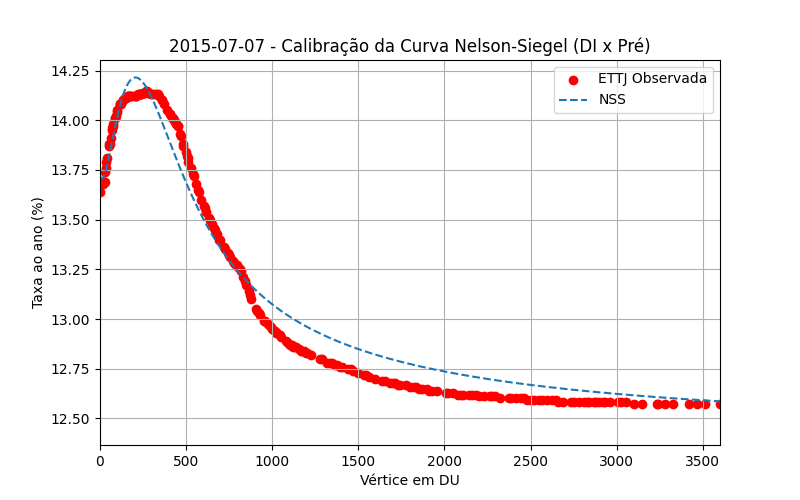 2015-07-07 - Calibração da Curva Nelson-Siegel (DI x Pré)
ETTJ Observada
NSS
Taxa ao ano (%)
14.25
14.00
13.75
13.50
13.25
13.00
12.75
12.50
0 500 1000 1500 2000 2500 3000 3500
Vértice em DU